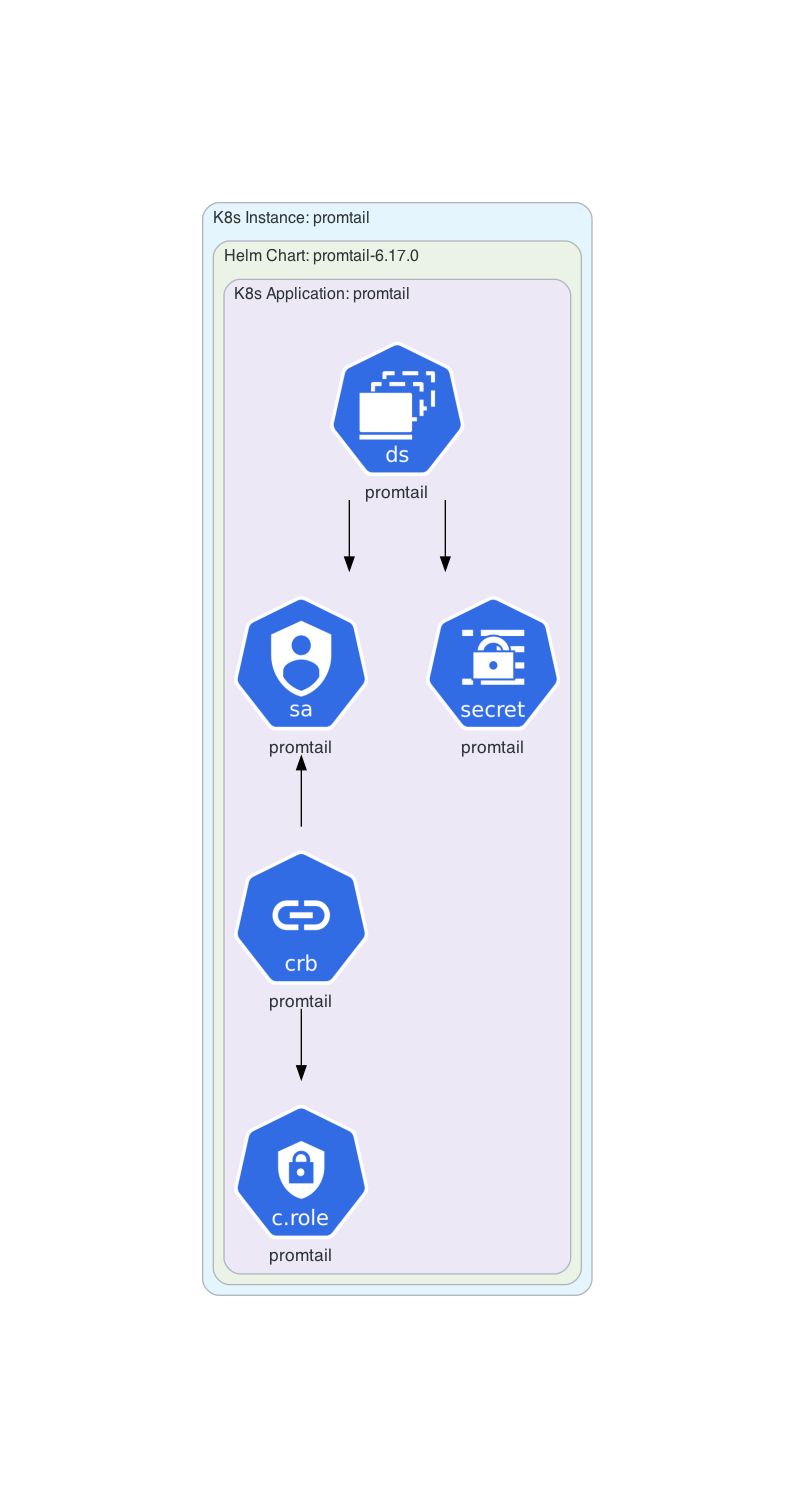 K8s Instance: promtail
Helm Chart: promtail-6.17.0
K8s Application: promtail
ds
promtail
sa
promtail
secret
promtail
crb
promtail
c.role
promtail